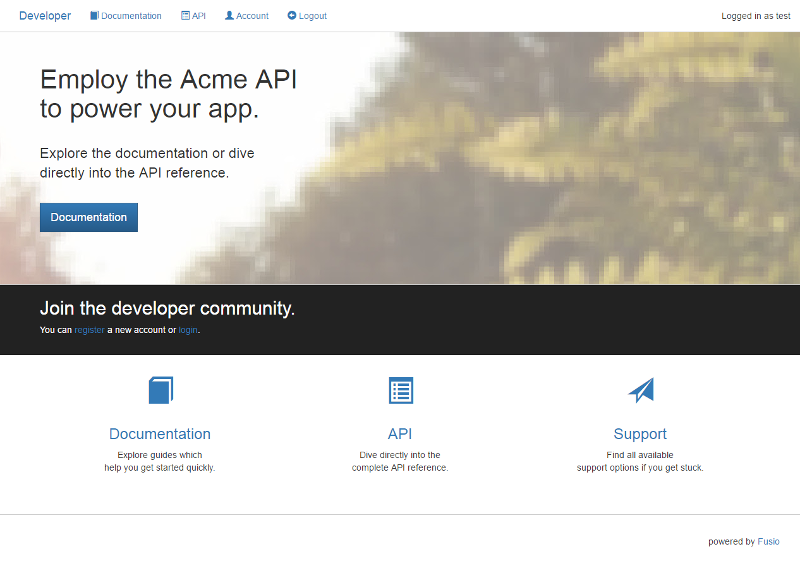 Developer Documentation API Account Logout Logged in as test
Employ the Acme API
to power your app.
Explore the documentation or dive
directly into the API reference.
Documentation
Join the developer community.
You can register a new account or login.
Documentation
Explore guides which
help you get started quickly.
API
Dive directly into the
complete API reference.
Support
Find all available
support options if you get stuck.
powered by Fusio